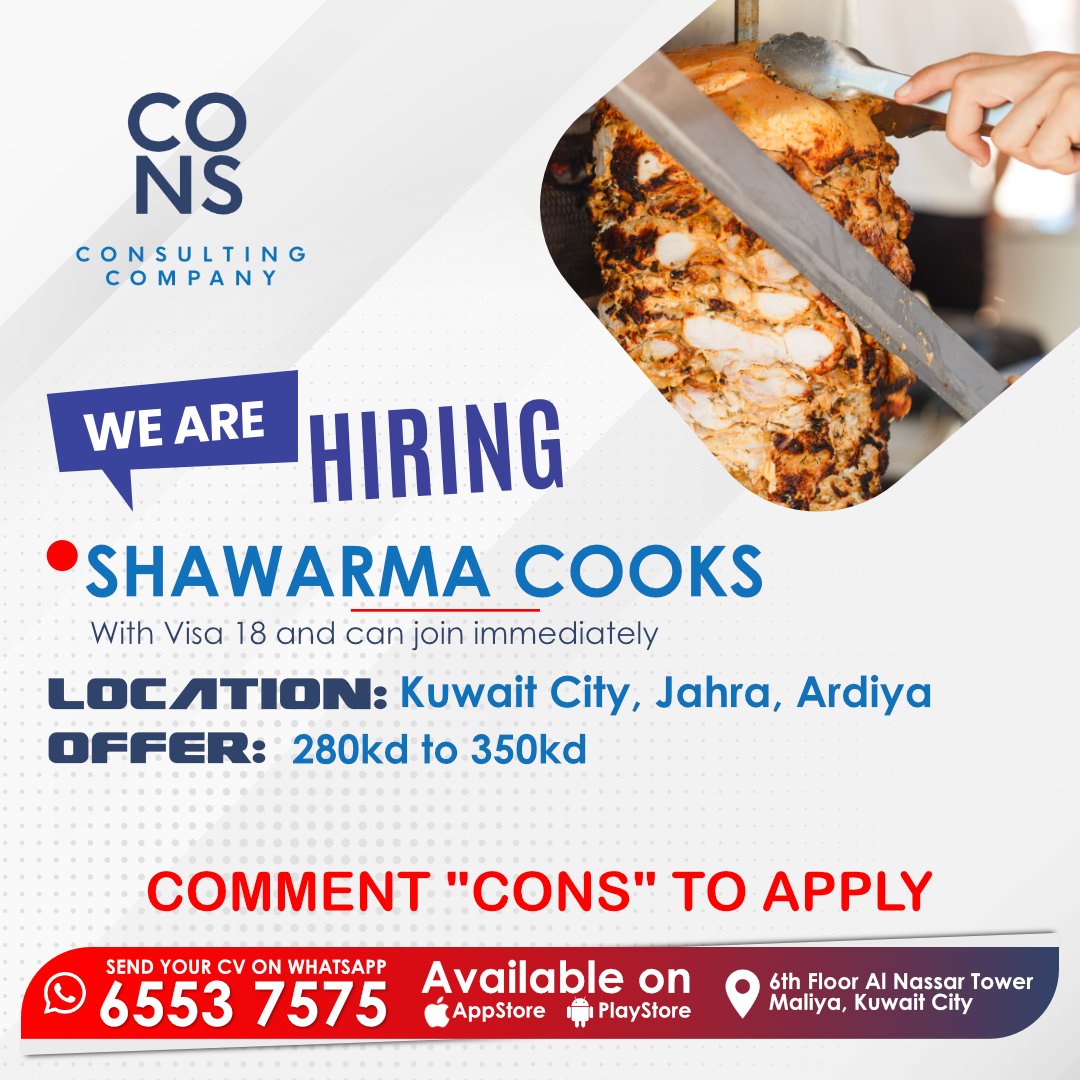 CO
NS
CONSULTING
COMPANY
WE ARE HIRING
SHAWARMA COOKS
With Visa 18 and can join immediately
LOCATION: Kuwait City, Jahra, Ardiya
OFFER: 280kd to 350kd
COMMENT "CONS" TO APPLY
SEND YOUR CV ON WHATSAPP
6553 7575
Available on
AppStore PlayStore
6th Floor Al Nassar Tower
Maliya, Kuwait City